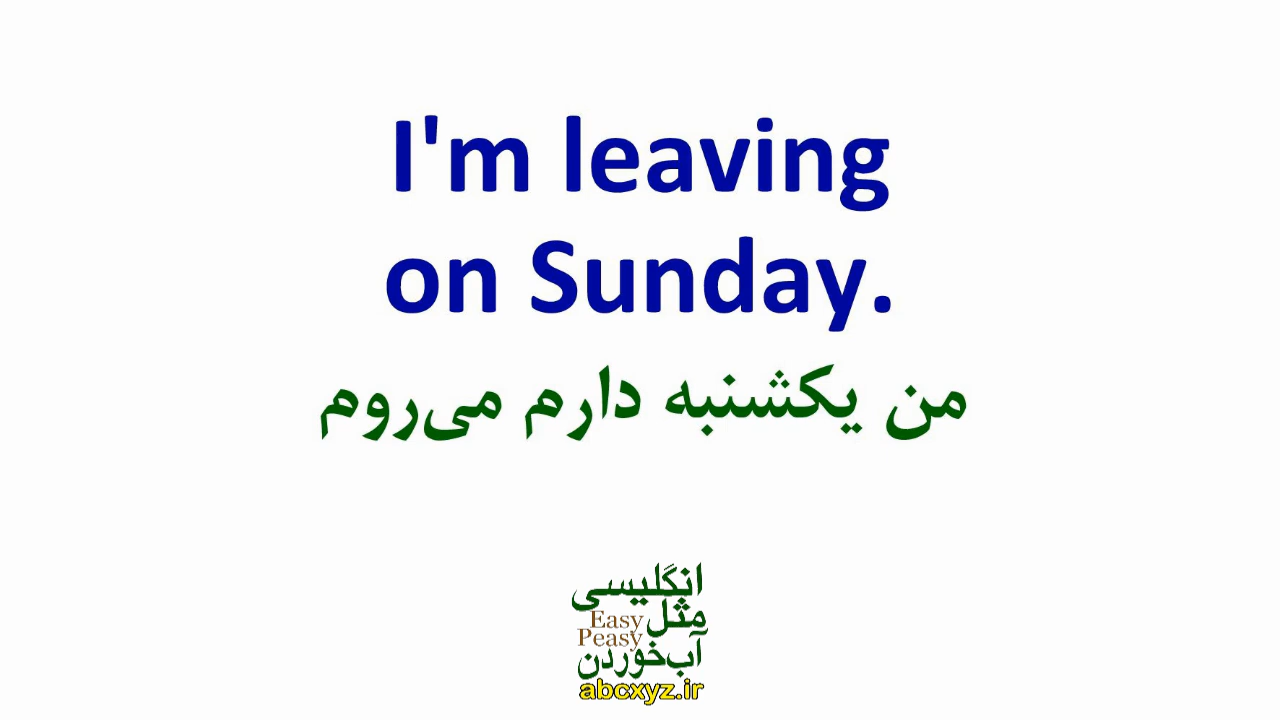 I'm leaving
on Sunday.
من یکشنبه دارم می‌روم
انگلیسی
مثل
Easy
Peasy
آب‌خوردن
abcxyz.ir